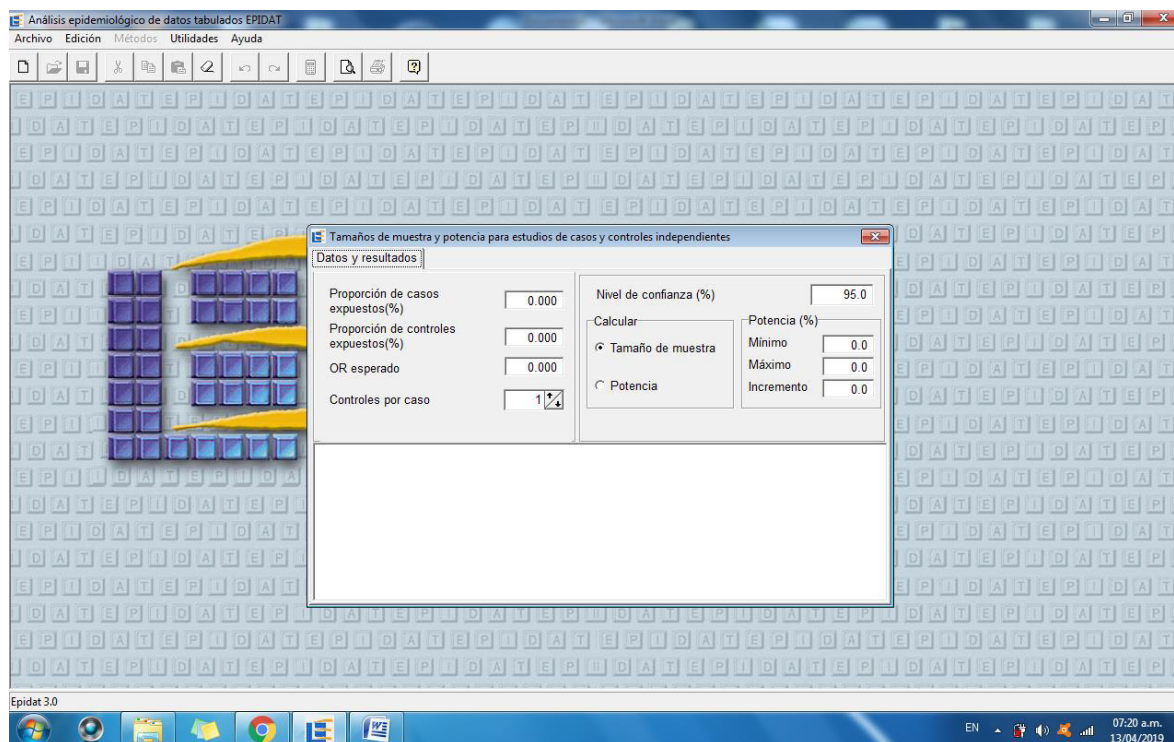 Análisis epidemiológico de datos tabulados EPIDAT
Archivo Edición Métodos Utilidades Ayuda
Tamaños de muestra y potencia para estudios de casos y controles independientes
Datos y resultados
Proporción de casos
expuestos(%)
0.000
Proporción de controles
expuestos(%)
0.000
OR esperado
0.000
Controles por caso
1
Nivel de confianza (%)
95.0
Calcular
Tamaño de muestra
Potencia
Potencia (%)
Mínimo
0.0
Máximo
0.0
Incremento
0.0
Epidat 3.0
EN
07:20 a.m.
13/04/2019